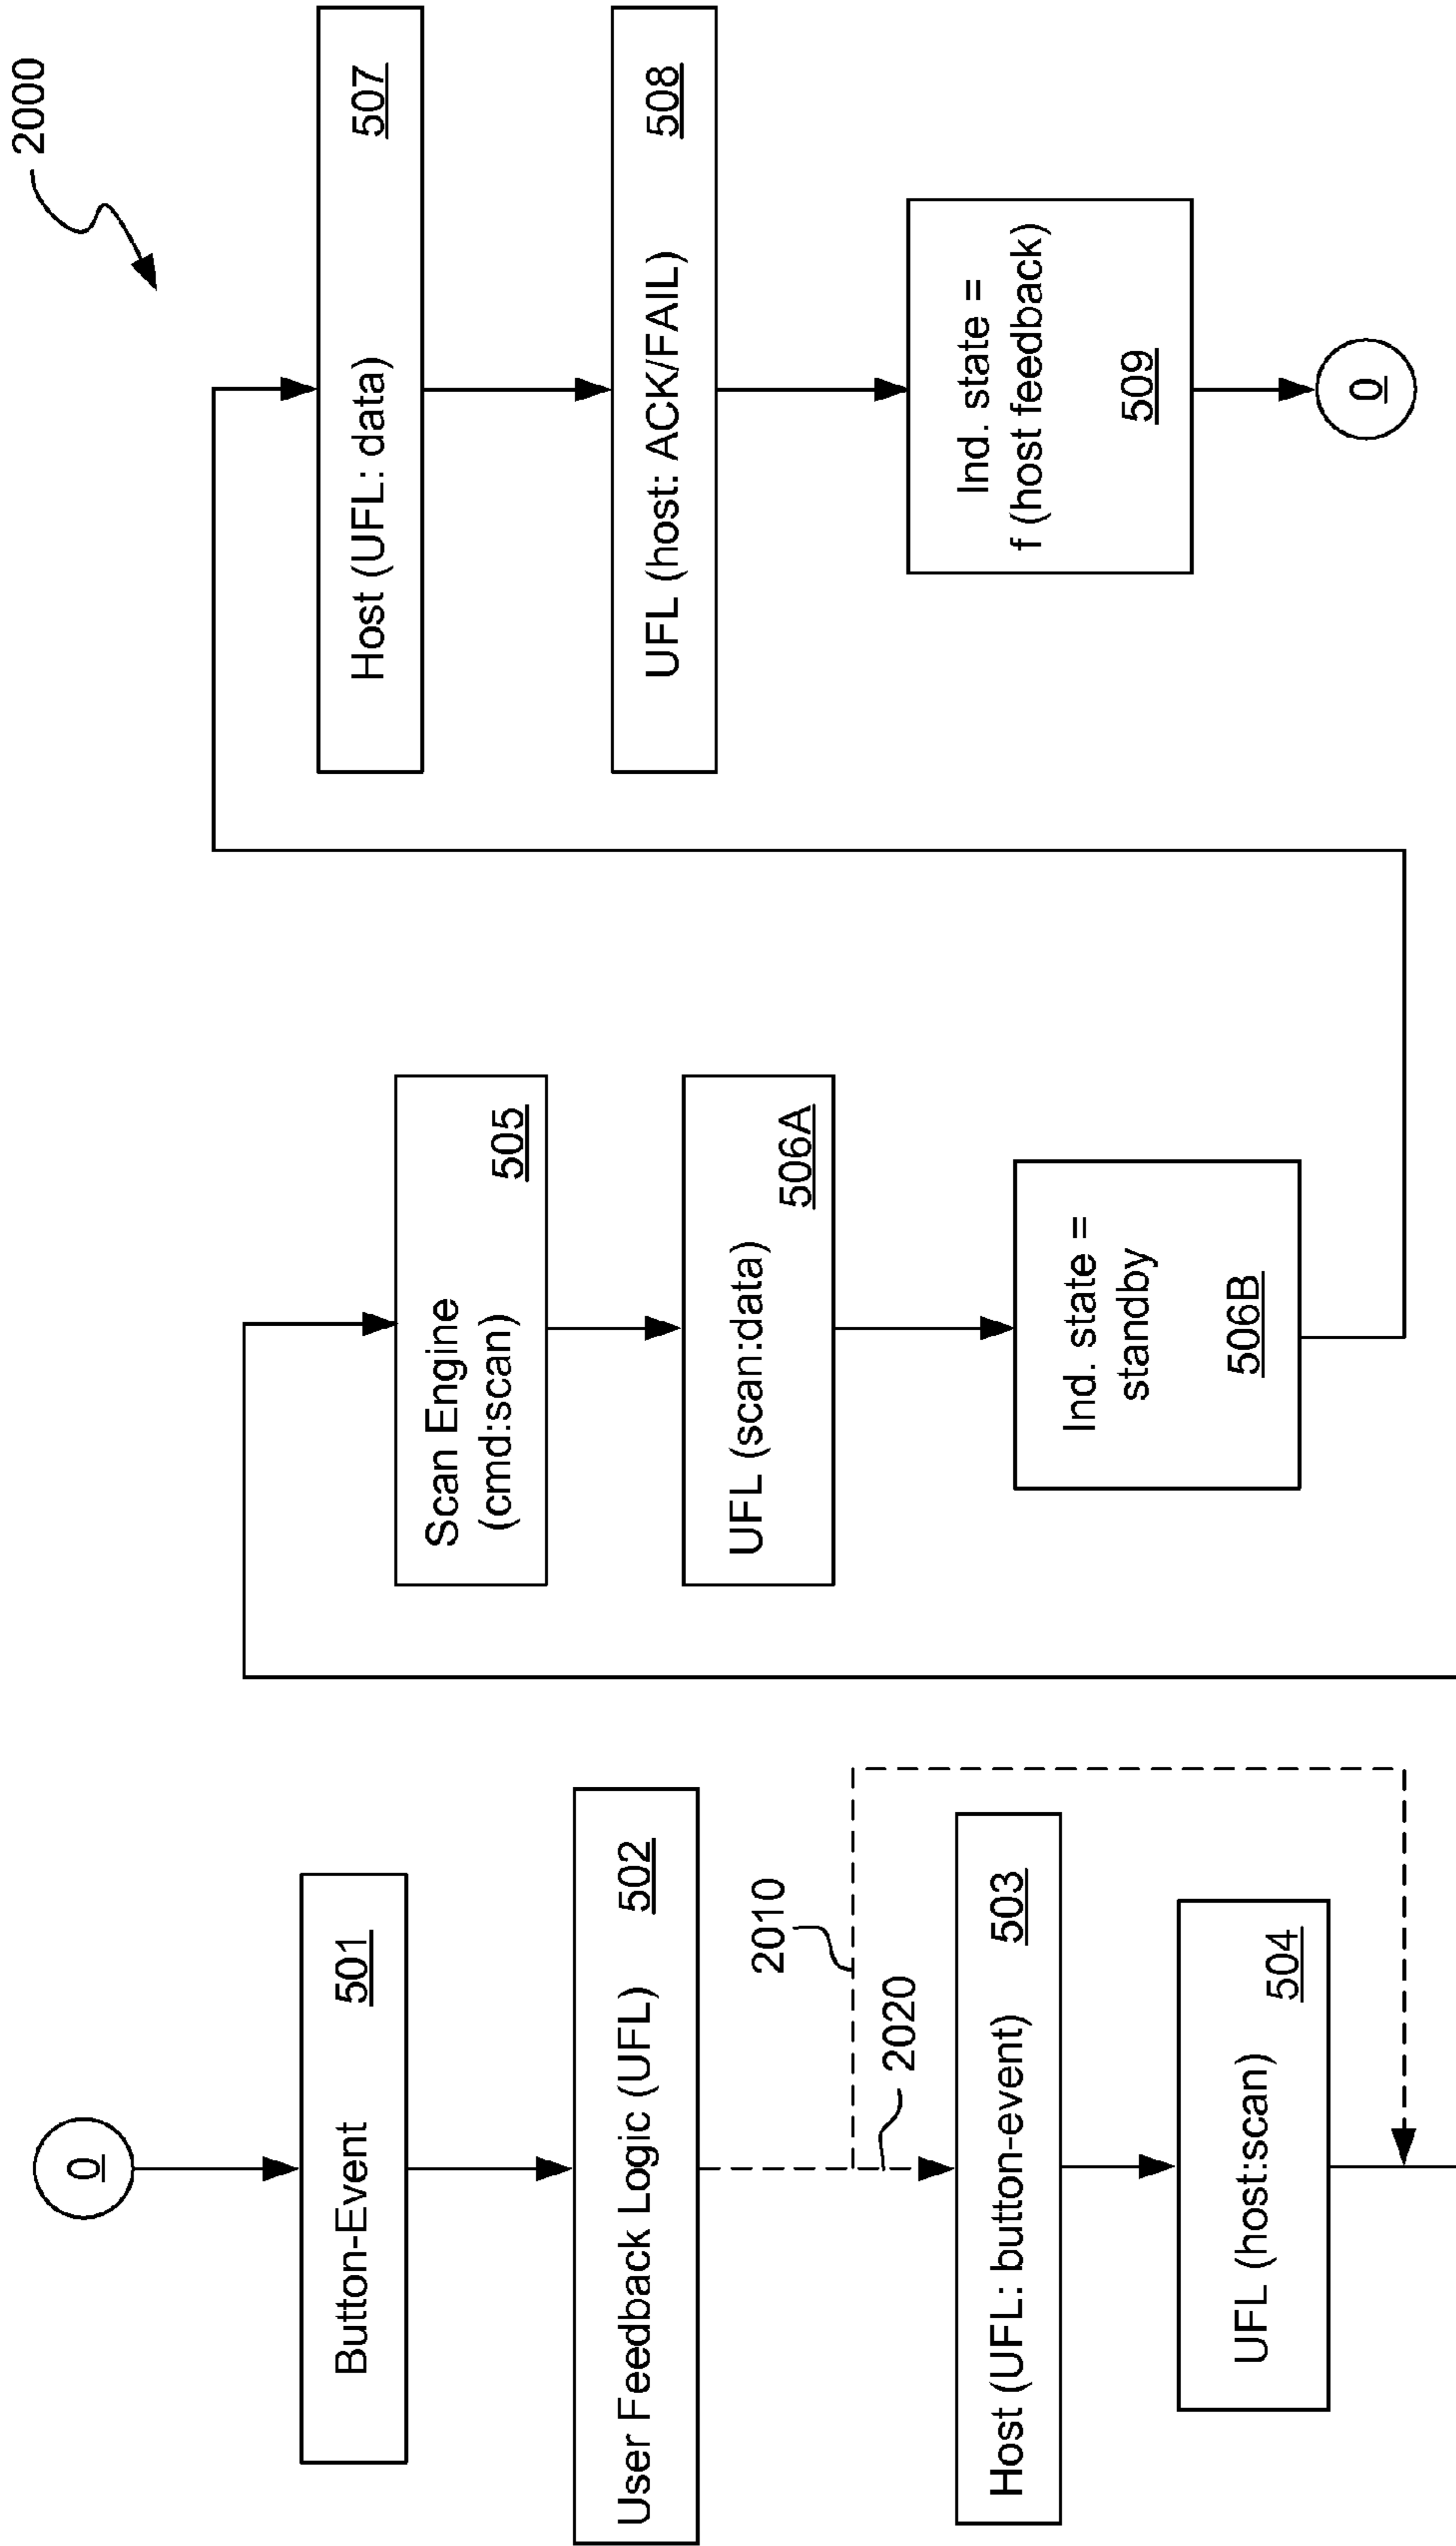 2000
0
Button-Event 501
User Feedback Logic (UFL) 502
2010
2020
Host (UFL: button-event) 503
UFL (host:scan)
504
Scan Engine
(cmd:scan)
505
UFL (scan:data)
506A
Ind. state =
standby
506B
Host (UFL: data) 507
UFL (host: ACK/FAIL) 508
Ind. state =
f (host feedback)
509
0